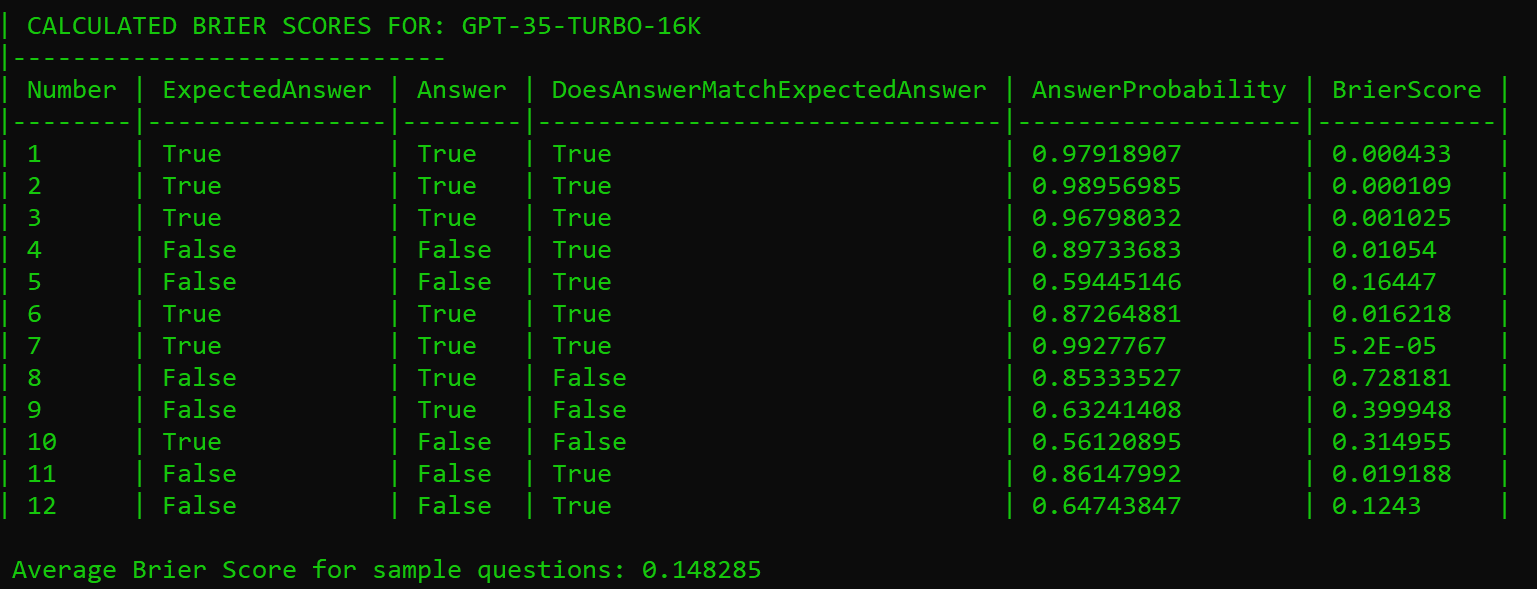 | CALCULATED BRIER SCORES FOR: GPT-35-TURBO-16K
|-----------------------------
| Number | ExpectedAnswer | Answer | DoesAnswerMatchExpectedAnswer | AnswerProbability | BrierScore |
|--------|----------------|--------|-------------------------------|-------------------|------------|
| 1 | True | True | True | 0.97918907 | 0.000433 |
| 2 | True | True | True | 0.98956985 | 0.000109 |
| 3 | True | True | True | 0.96798032 | 0.001025 |
| 4 | False | False | True | 0.89733683 | 0.01054 |
| 5 | False | False | True | 0.59445146 | 0.16447 |
| 6 | True | True | True | 0.87264881 | 0.016218 |
| 7 | True | True | True | 0.9927767 | 5.2E-05 |
| 8 | False | True | False | 0.85333527 | 0.728181 |
| 9 | False | True | False | 0.63241408 | 0.399948 |
| 10 | True | False | False | 0.56120895 | 0.314955 |
| 11 | False | False | True | 0.86147992 | 0.019188 |
| 12 | False | False | True | 0.64743847 | 0.1243 |
Average Brier Score for sample questions: 0.148285